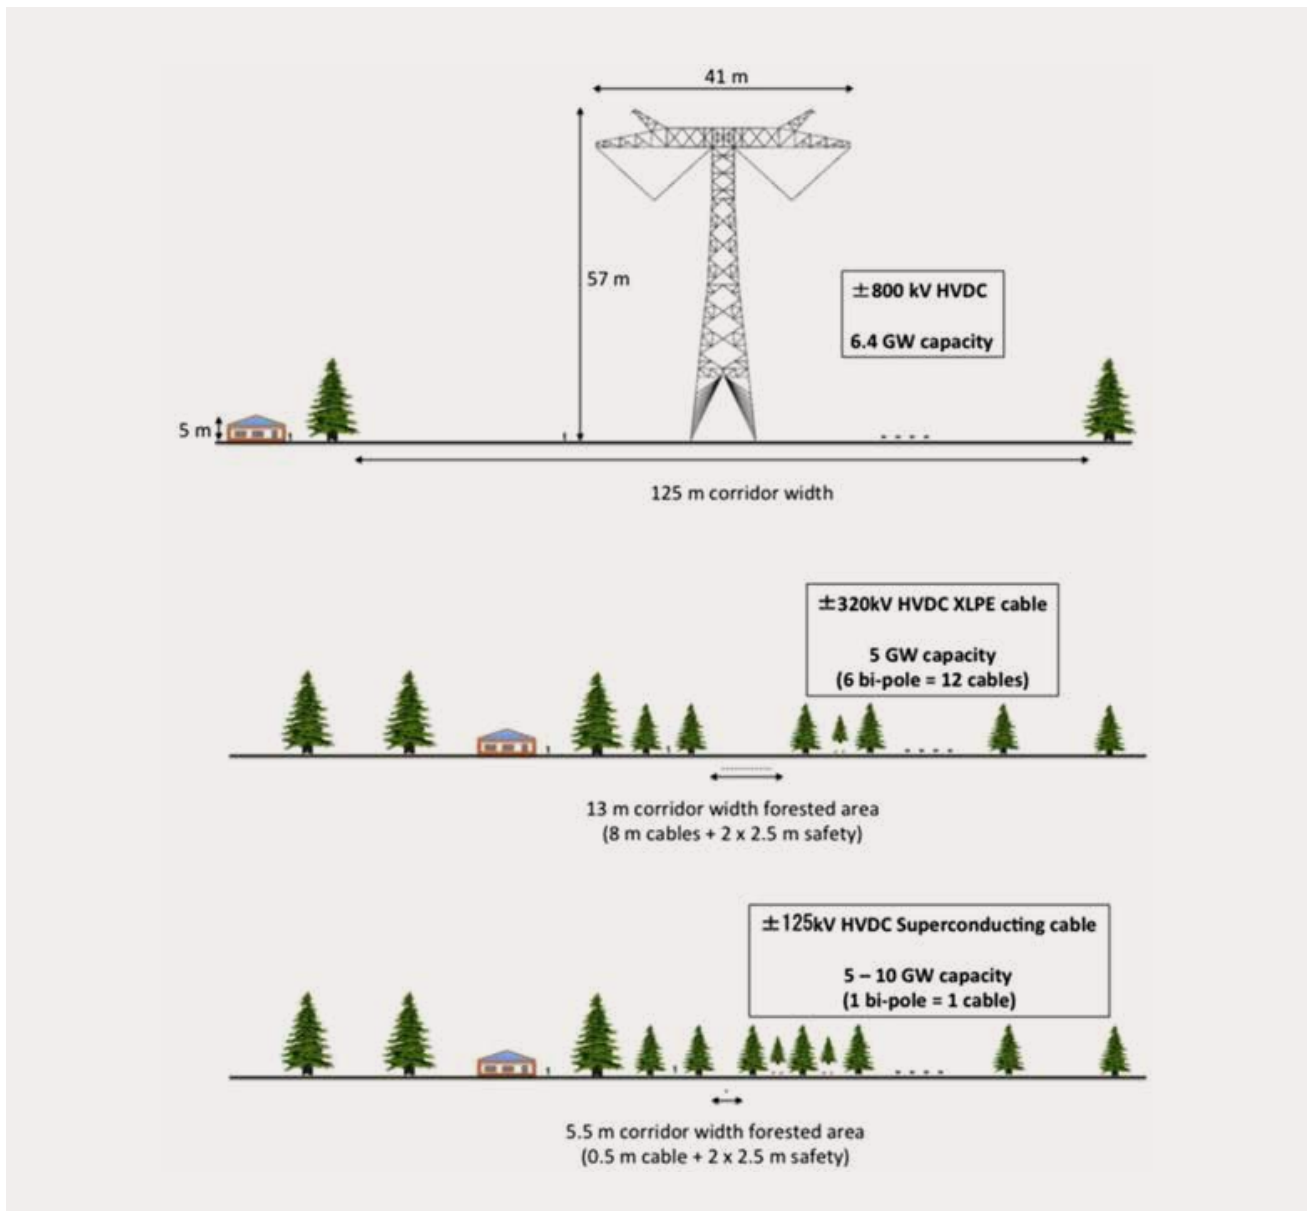 41 m
57 m
±800 kV HVDC
6.4 GW capacity
5 m
125 m corridor width
±320kV HVDC XLPE cable
5 GW capacity
(6 bi-pole = 12 cables)
13 m corridor width forested area
(8 m cables + 2 x 2.5 m safety)
±125kV HVDC Superconducting cable
5 – 10 GW capacity
(1 bi-pole = 1 cable)
5.5 m corridor width forested area
(0.5 m cable + 2 x 2.5 m safety)